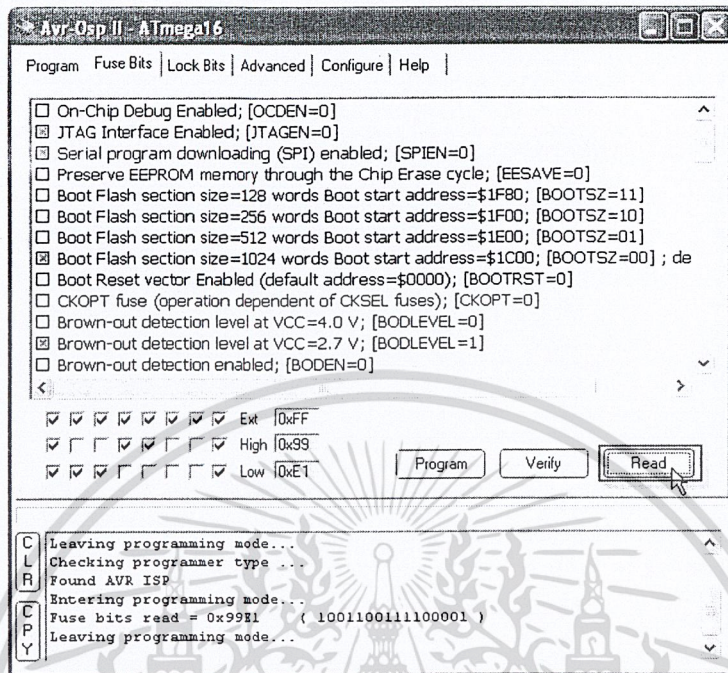 Avr-Osp II - ATmega16
Program Fuse Bits Lock Bits Advanced Configure Help
On-Chip Debug Enabled; [OCDEN=0]
JTAG Interface Enabled; [JTAGEN=0]
Serial program downloading (SPI) enabled; [SPIEN=0]
Preserve EEPROM memory through the Chip Erase cycle; [EESAVE=0]
Boot Flash section size=128 words Boot start address=$1F80; [BOOTSZ=11]
Boot Flash section size=256 words Boot start address=$1F00; [BOOTSZ=10]
Boot Flash section size=512 words Boot start address=$1E00; [BOOTSZ=01]
Boot Flash section size=1024 words Boot start address=$1C00; [BOOTSZ=00] ; de
Boot Reset vector Enabled (default address=$0000); [BOOTRST=0]
CKOPT fuse (operation dependent of CKSEL fuses); [CKOPT=0]
Brown-out detection level at VCC=4.0 V; [BODLEVEL=0]
Brown-out detection level at VCC=2.7 V; [BODLEVEL=1]
Brown-out detection enabled; [BODEN=0]
Ext 0xFF
High 0x99
Low 0xE1
Program Verify Read
CLR
CPY
Leaving programming mode...
Checking programmer type ...
Found AVR ISP
Entering programming mode...
Fuse bits read = 0x99E1 ( 1001100111100001 )
Leaving programming mode...